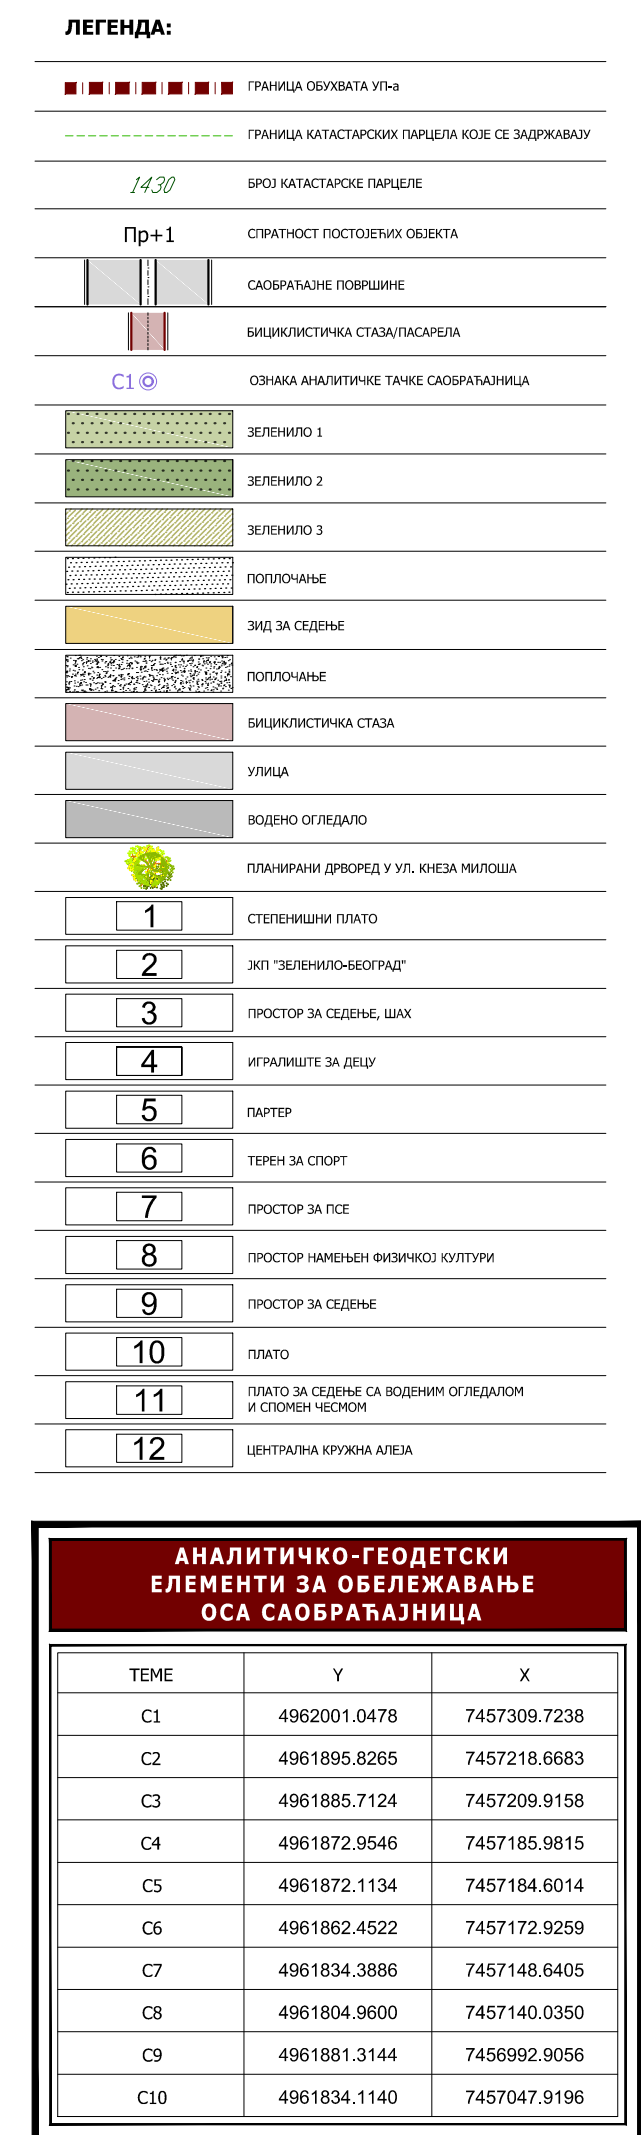 ЛЕГЕНДА:
ГРАНИЦА ОБУХВАТА УП-а
ГРАНИЦА КАТАСТАРСКИХ ПАРЦЕЛА КОЈЕ СЕ ЗАДРЖАВАЈУ
1430 БРОЈ КАТАСТАРСКЕ ПАРЦЕЛЕ
Пр+1 СПРАТНОСТ ПОСТОЈЕЋИХ ОБЈЕКТА
САОБРАЋАЈНЕ ПОВРШИНЕ
БИЦИКЛИСТИЧКА СТАЗА/ПАСАРЕЛА
С1 ОЗНАКА АНАЛИТИЧКЕ ТАЧКЕ САОБРАЋАЈНИЦА
ЗЕЛЕНИЛО 1
ЗЕЛЕНИЛО 2
ЗЕЛЕНИЛО 3
ПОПЛОЧАЊЕ
ЗИД ЗА СЕДЕЊЕ
ПОПЛОЧАЊЕ
БИЦИКЛИСТИЧКА СТАЗА
УЛИЦА
ВОДЕНО ОГЛЕДАЛО
ПЛАНИРАНИ ДРВОРЕД У УЛ. КНЕЗА МИЛОША
1 СТЕПЕНИШНИ ПЛАТО
2 ЈКП "ЗЕЛЕНИЛО-БЕОГРАД"
3 ПРОСТОР ЗА СЕДЕЊЕ, ШАХ
4 ИГРАЛИШТЕ ЗА ДЕЦУ
5 ПАРТЕР
6 ТЕРЕН ЗА СПОРТ
7 ПРОСТОР ЗА ПСЕ
8 ПРОСТОР НАМЕЊЕН ФИЗИЧКОЈ КУЛТУРИ
9 ПРОСТОР ЗА СЕДЕЊЕ
10 ПЛАТО
11 ПЛАТО ЗА СЕДЕЊЕ СА ВОДЕНИМ ОГЛЕДАЛОМ
И СПОМЕН ЧЕСМОМ
12 ЦЕНТРАЛНА КРУЖНА АЛЕЈА
АНАЛИТИЧКО-ГЕОДЕТСКИ
ЕЛЕМЕНТИ ЗА ОБЕЛЕЖАВАЊЕ
ОСА САОБРАЋАЈНИЦА
ТЕМЕ Y X
С1 4962001.0478 7457309.7238
С2 4961895.8265 7457218.6683
С3 4961885.7124 7457209.9158
С4 4961872.9546 7457185.9815
С5 4961872.1134 7457184.6014
С6 4961862.4522 7457172.9259
С7 4961834.3886 7457148.6405
С8 4961804.9600 7457140.0350
С9 4961881.3144 7456992.9056
С10 4961834.1140 7457047.9196